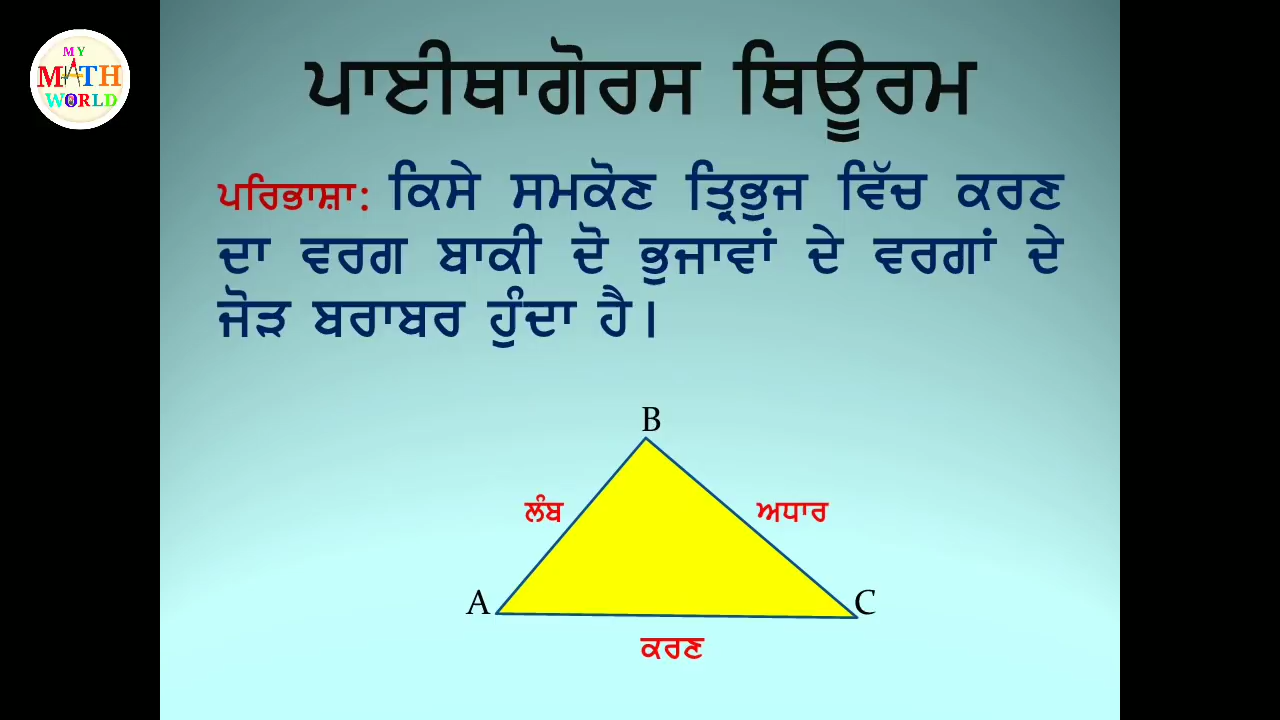 MY
MATH
WORLD
ਪਾਈਥਾਗੋਰਸ ਥਿਊਰਮ
ਪਰਿਭਾਸ਼ਾ: ਕਿਸੇ ਸਮਕੋਣ ਤ੍ਰਿਭੁਜ ਵਿੱਚ ਕਰਣ
ਦਾ ਵਰਗ ਬਾਕੀ ਦੋ ਭੁਜਾਵਾਂ ਦੇ ਵਰਗਾਂ ਦੇ
ਜੋੜ ਬਰਾਬਰ ਹੁੰਦਾ ਹੈ।
B
ਲੰਬ ਅਧਾਰ
A C
ਕਰਣ